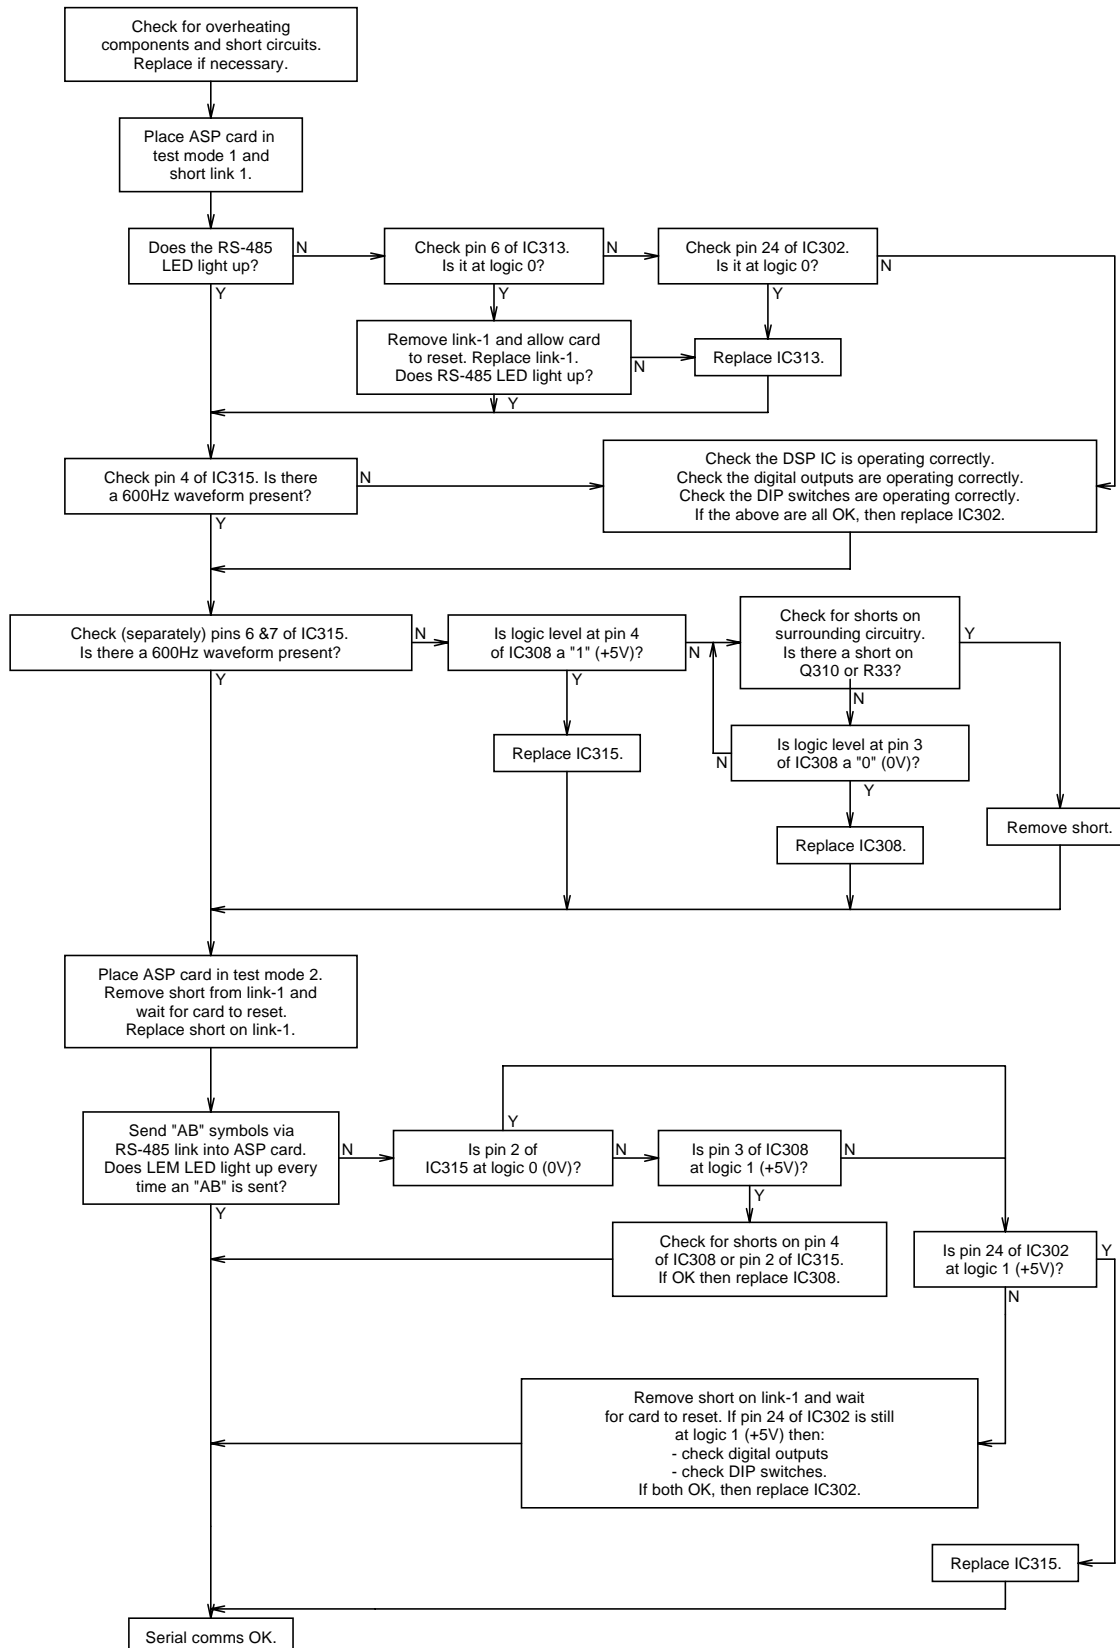 Check for overheating
components and short circuits.
Replace if necessary.
Place ASP card in
test mode 1 and
short link 1.
Does the RS-485
LED light up?
N
Y
Check pin 6 of IC313.
Is it at logic 0?
N
Y
Check pin 24 of IC302.
Is it at logic 0?
N
Y
Remove link-1 and allow card
to reset. Replace link-1.
Does RS-485 LED light up?
N
Y
Replace IC313.
Check pin 4 of IC315. Is there
a 600Hz waveform present?
N
Y
Check the DSP IC is operating correctly.
Check the digital outputs are operating correctly.
Check the DIP switches are operating correctly.
If the above are all OK, then replace IC302.
Check (separately) pins 6 &7 of IC315.
Is there a 600Hz waveform present?
N
Y
Is logic level at pin 4
of IC308 a "1" (+5V)?
N
Y
Check for shorts on
surrounding circuitry.
Is there a short on
Q310 or R33?
Y
N
Replace IC315.
Is logic level at pin 3
of IC308 a "0" (0V)?
N
Y
Replace IC308.
Remove short.
Place ASP card in test mode 2.
Remove short from link-1 and
wait for card to reset.
Replace short on link-1.
Send "AB" symbols via
RS-485 link into ASP card.
Does LEM LED light up every
time an "AB" is sent?
N
Y
Is pin 2 of
IC315 at logic 0 (0V)?
Y
N
Is pin 3 of IC308
at logic 1 (+5V)?
N
Y
Check for shorts on pin 4
of IC308 or pin 2 of IC315.
If OK then replace IC308.
Is pin 24 of IC302
at logic 1 (+5V)?
Y
N
Remove short on link-1 and wait
for card to reset. If pin 24 of IC302 is still
at logic 1 (+5V) then:
- check digital outputs
- check DIP switches.
If both OK, then replace IC302.
Replace IC315.
Serial comms OK.